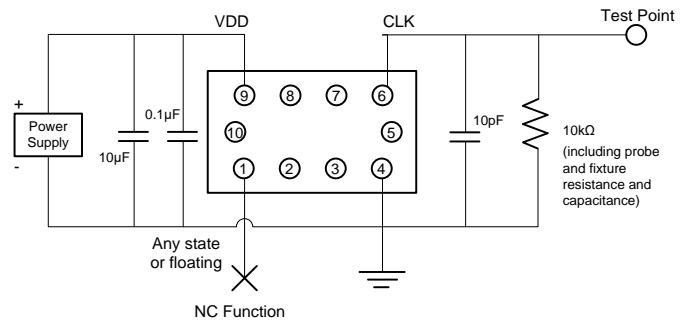 VDD
CLK
Test Point
+
Power
Supply
-
10µF
0.1µF
9
8
7
6
10
5
1
2
3
4
10pF
10kΩ
(including probe
and fixture
resistance and
capacitance)
Any state
or floating
NC Function